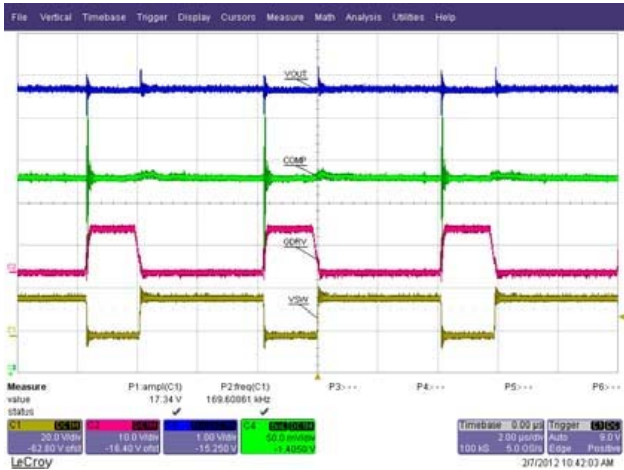 File Vertical Timebase Trigger Display Cursors Measure Math Analysis Utilities Help
VOUT
COMP
GDRV
VSW
Measure P1:ampl(C1) P2:freq(C1) P3:- - - P4:- - - P5:- - - P6:- - -
value 17.34 V 169.60861 kHz
status
C1 DC1M
20.0 V/div
-62.80 V ofst
10.0 V/div
-16.40 V ofst
1.00 V/div
-15.250 V
C4
50.0 mV/div
-1.4050 V
Timebase 0.00 µs
2.00 µs/div
100 kS 5.0 GS/s
Trigger C1 DC
Auto 9.0 V
Edge Positive
LeCroy
2/7/2012 10:42:03 AM